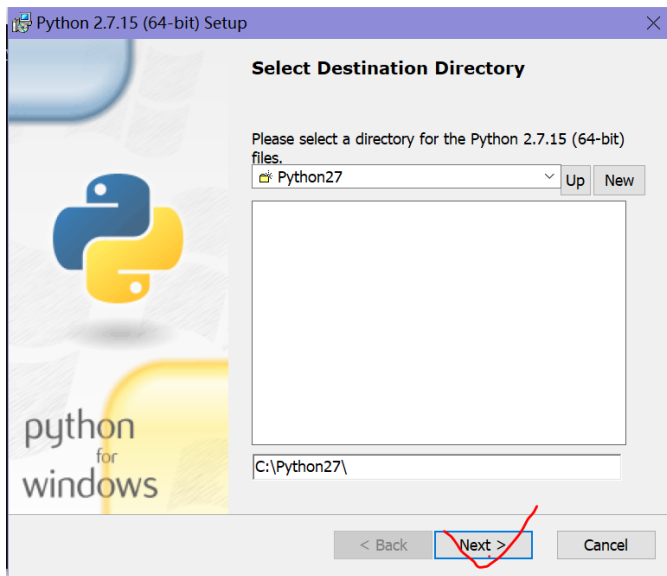 Python 2.7.15 (64-bit) Setup
Select Destination Directory
Please select a directory for the Python 2.7.15 (64-bit)
files.
Python27
Up
New
python
for
windows
C:\Python27\
< Back
Next >
Cancel